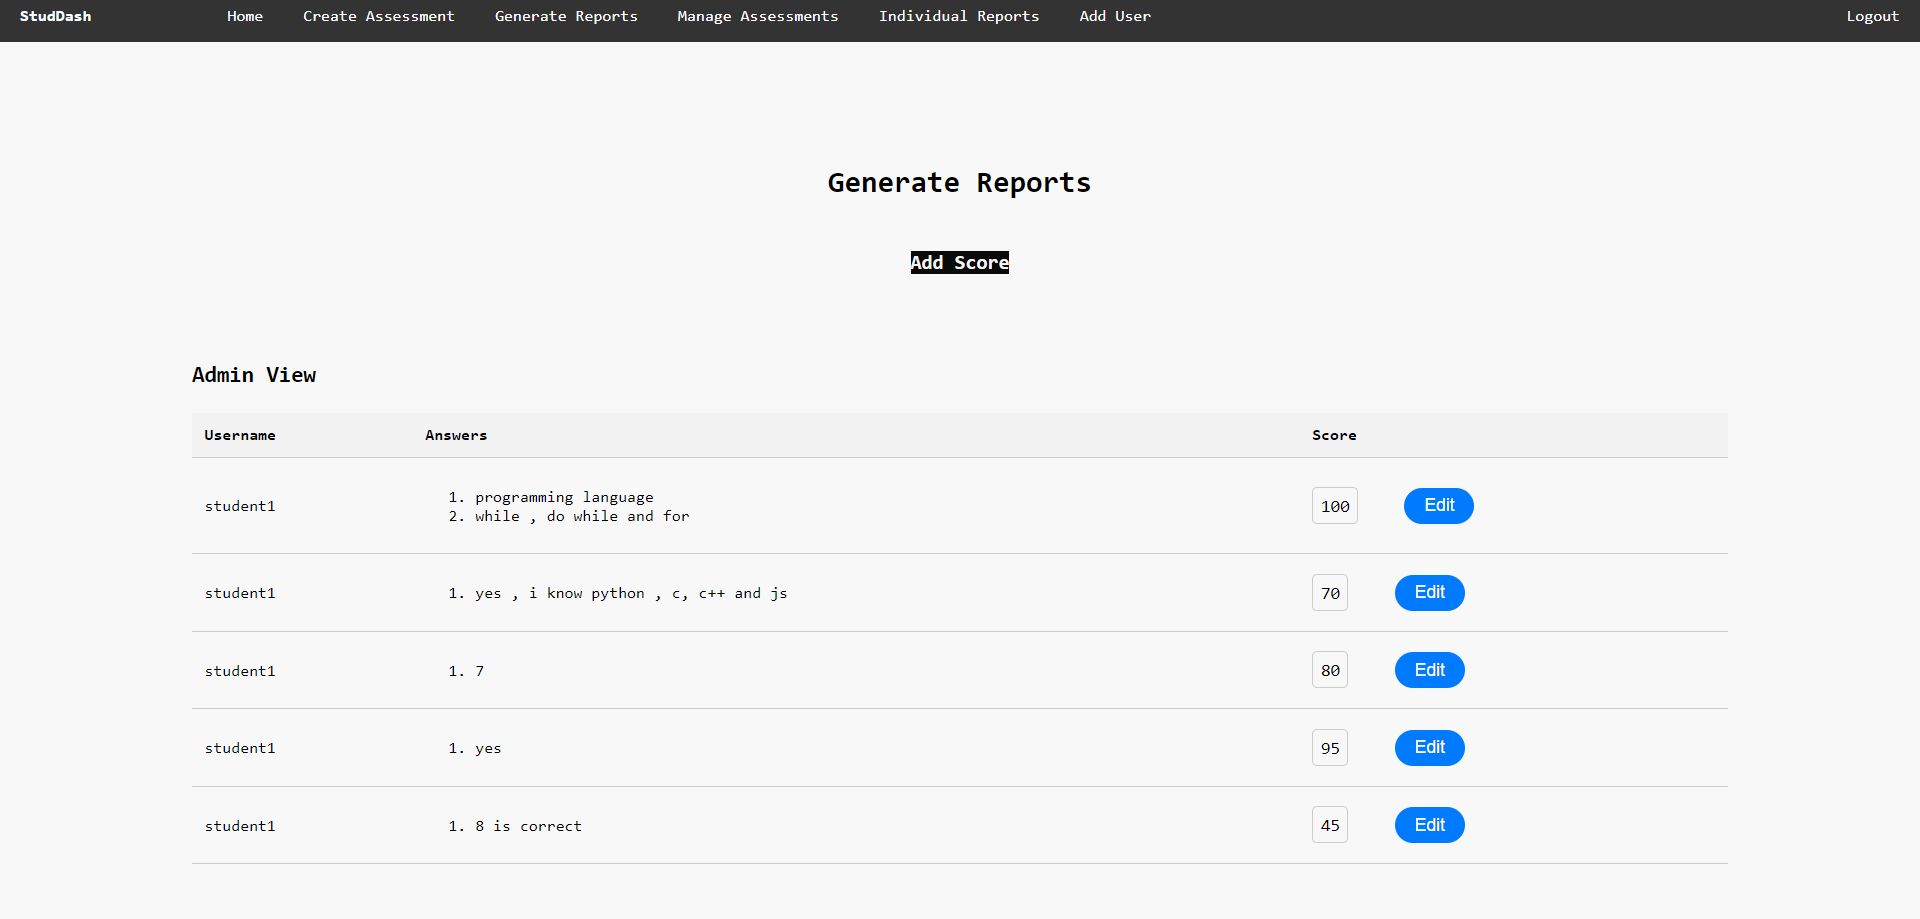 StudDash Home Create Assessment Generate Reports Manage Assessments Individual Reports Add User Logout
Generate Reports
Add Score
Admin View
Username Answers Score
student1
1. programming language
2. while , do while and for
100 Edit
student1 1. yes , i know python , c, c++ and js 70 Edit
student1 1. 7 80 Edit
student1 1. yes 95 Edit
student1 1. 8 is correct 45 Edit